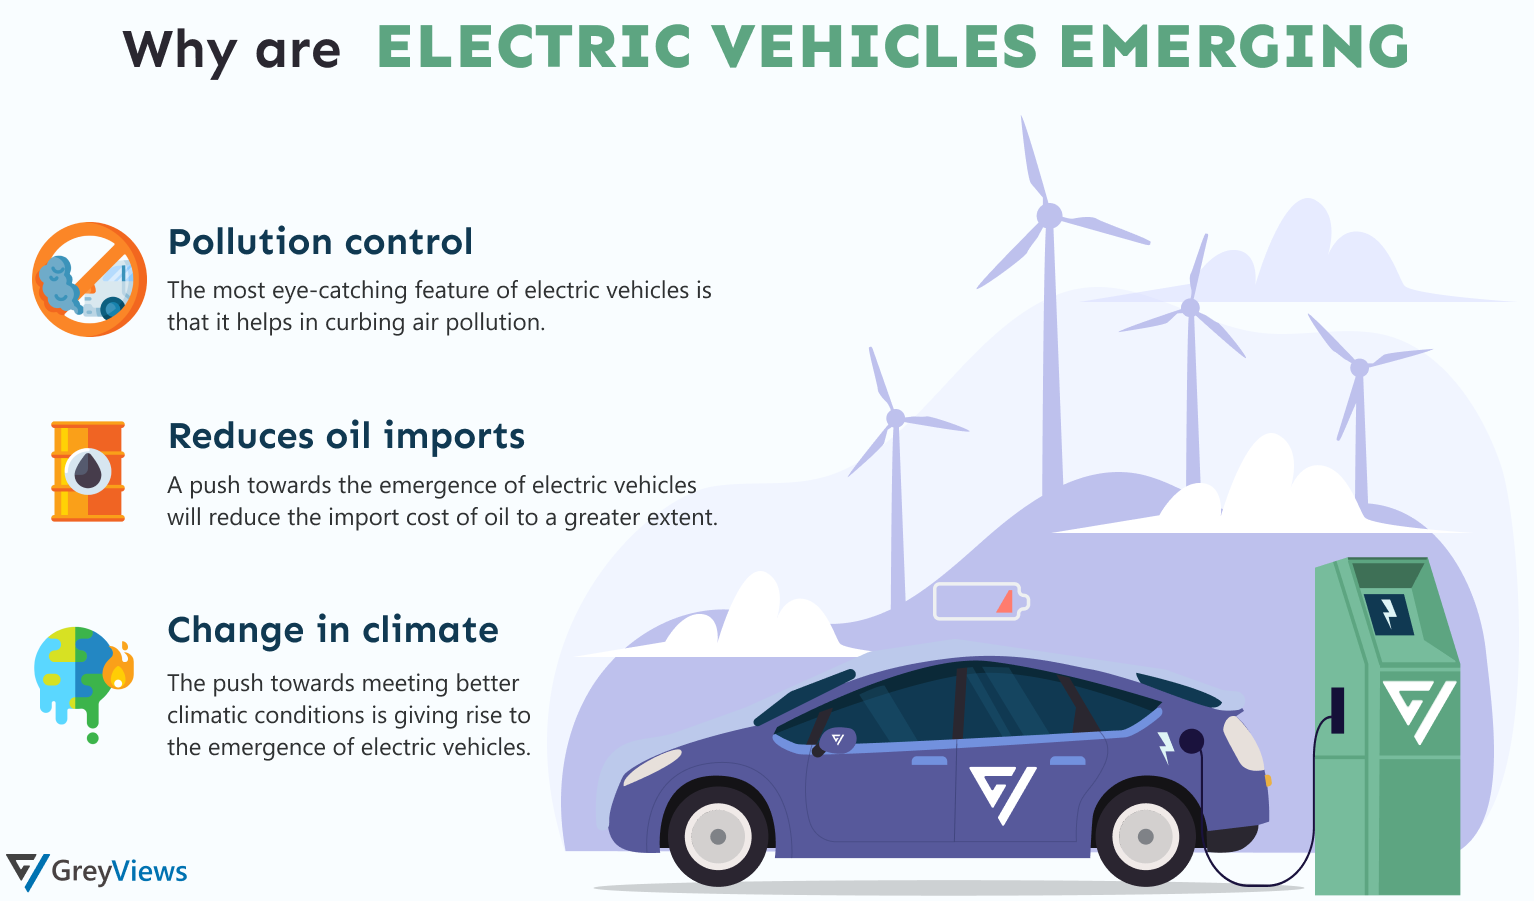 Why are ELECTRIC VEHICLES EMERGING
Pollution control
The most eye-catching feature of electric vehicles is
that it helps in curbing air pollution.
Reduces oil imports
A push towards the emergence of electric vehicles
will reduce the import cost of oil to a greater extent.
Change in climate
The push towards meeting better
climatic conditions is giving rise to
the emergence of electric vehicles.
GreyViews